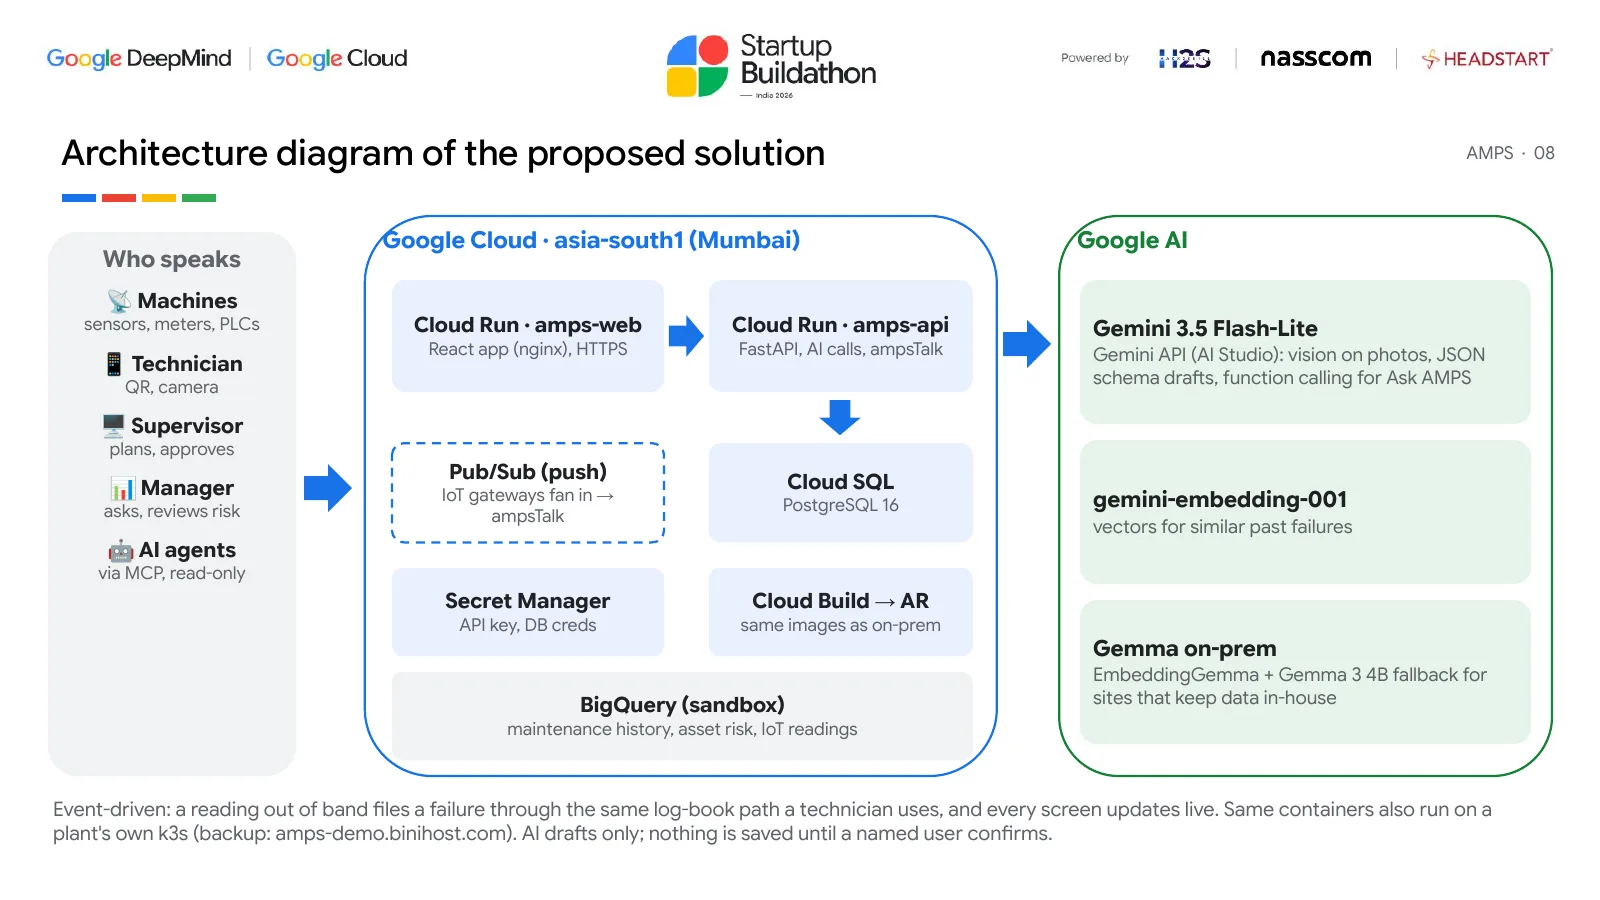 Google DeepMind
Google Cloud
Startup
Buildathon
India 2026
Powered by
H2S
nasscom
HEADSTART
Architecture diagram of the proposed solution
AMPS · 08
Who speaks
Machines
sensors, meters, PLCs
Technician
QR, camera
Supervisor
plans, approves
Manager
asks, reviews risk
AI agents
via MCP, read-only
Google Cloud · asia-south1 (Mumbai)
Cloud Run · amps-web
React app (nginx), HTTPS
Cloud Run · amps-api
FastAPI, AI calls, ampsTalk
Pub/Sub (push)
IoT gateways fan in →
ampsTalk
Cloud SQL
PostgreSQL 16
Secret Manager
API key, DB creds
Cloud Build → AR
same images as on-prem
BigQuery (sandbox)
maintenance history, asset risk, IoT readings
Google AI
Gemini 3.5 Flash-Lite
Gemini API (AI Studio): vision on photos, JSON
schema drafts, function calling for Ask AMPS
gemini-embedding-001
vectors for similar past failures
Gemma on-prem
EmbeddingGemma + Gemma 3 4B fallback for
sites that keep data in-house
Event-driven: a reading out of band files a failure through the same log-book path a technician uses, and every screen updates live. Same containers also run on a
plant's own k3s (backup: amps-demo.binihost.com). AI drafts only; nothing is saved until a named user confirms.